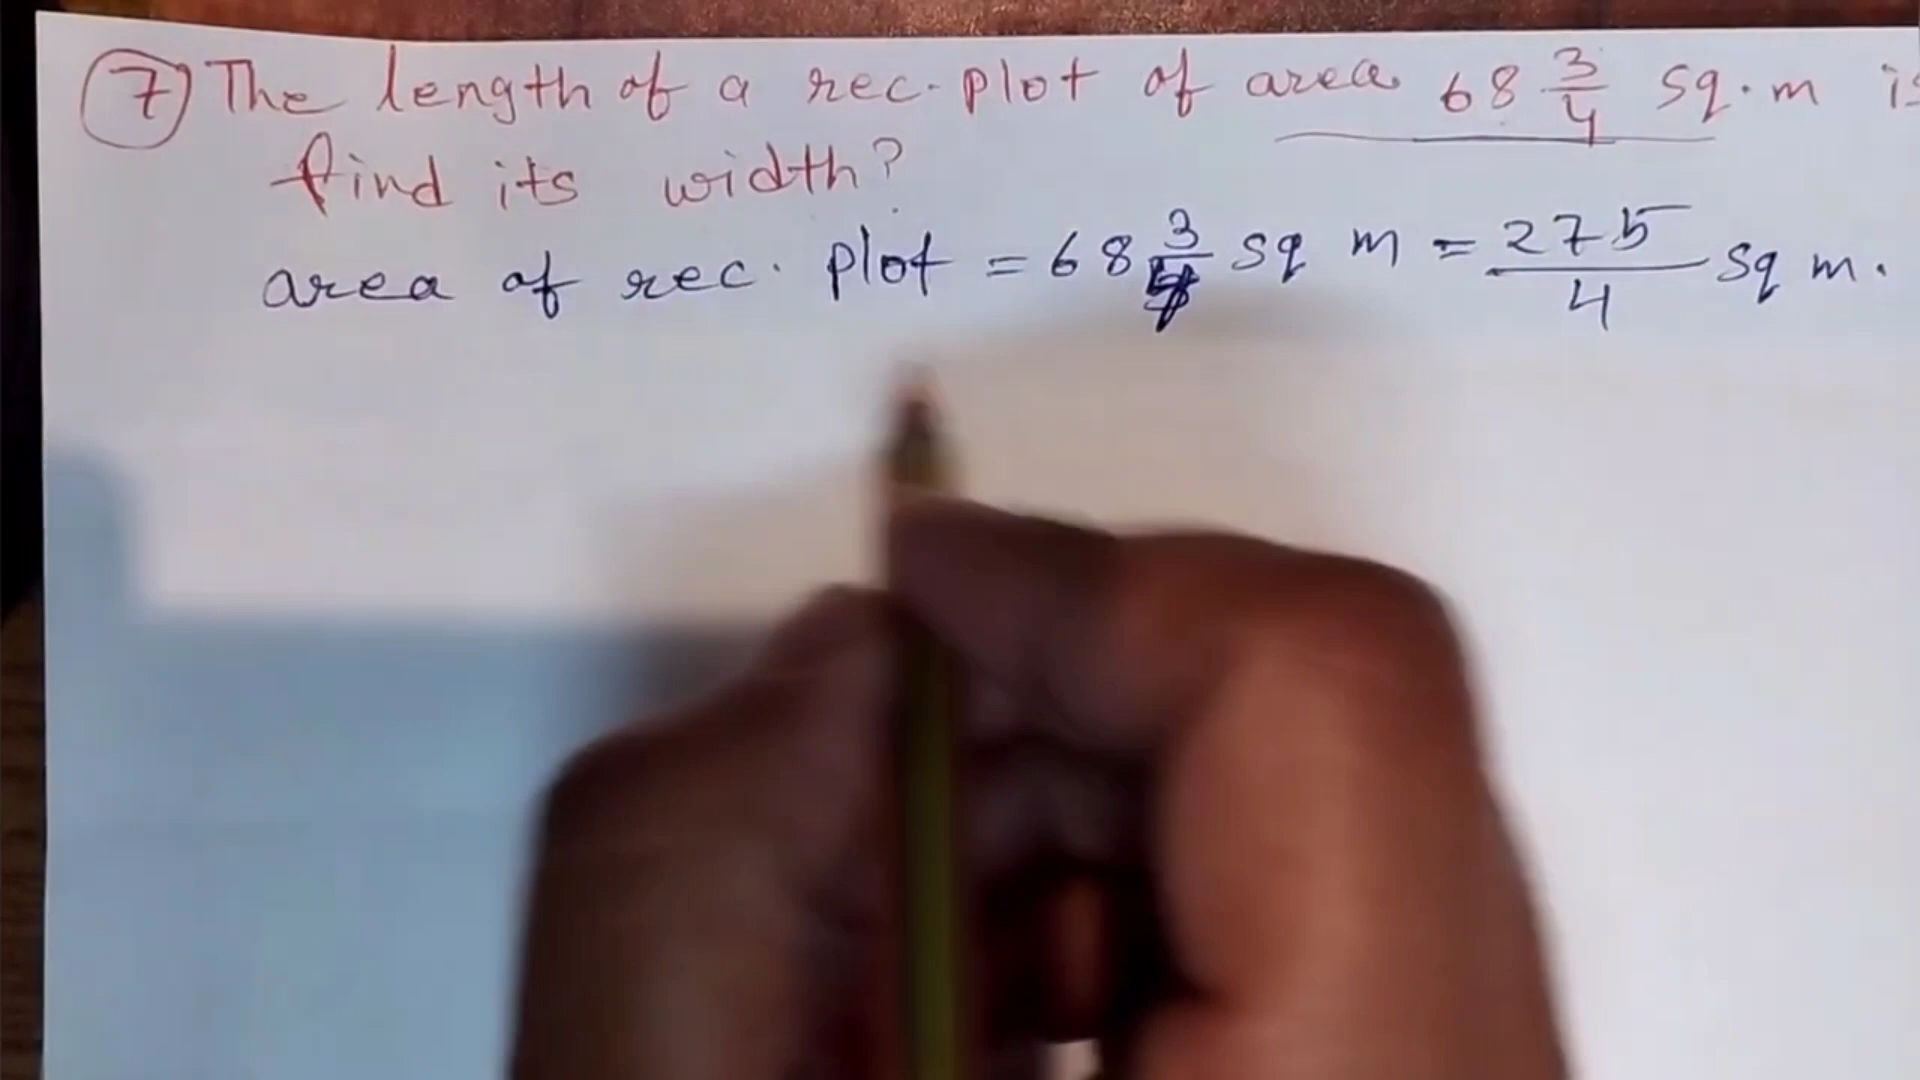 7 The length of a rec. plot of area 68 3/4 sq. m is
find its width?
area of rec. plot = 68 3/4 sq m = 275/4 sq m.